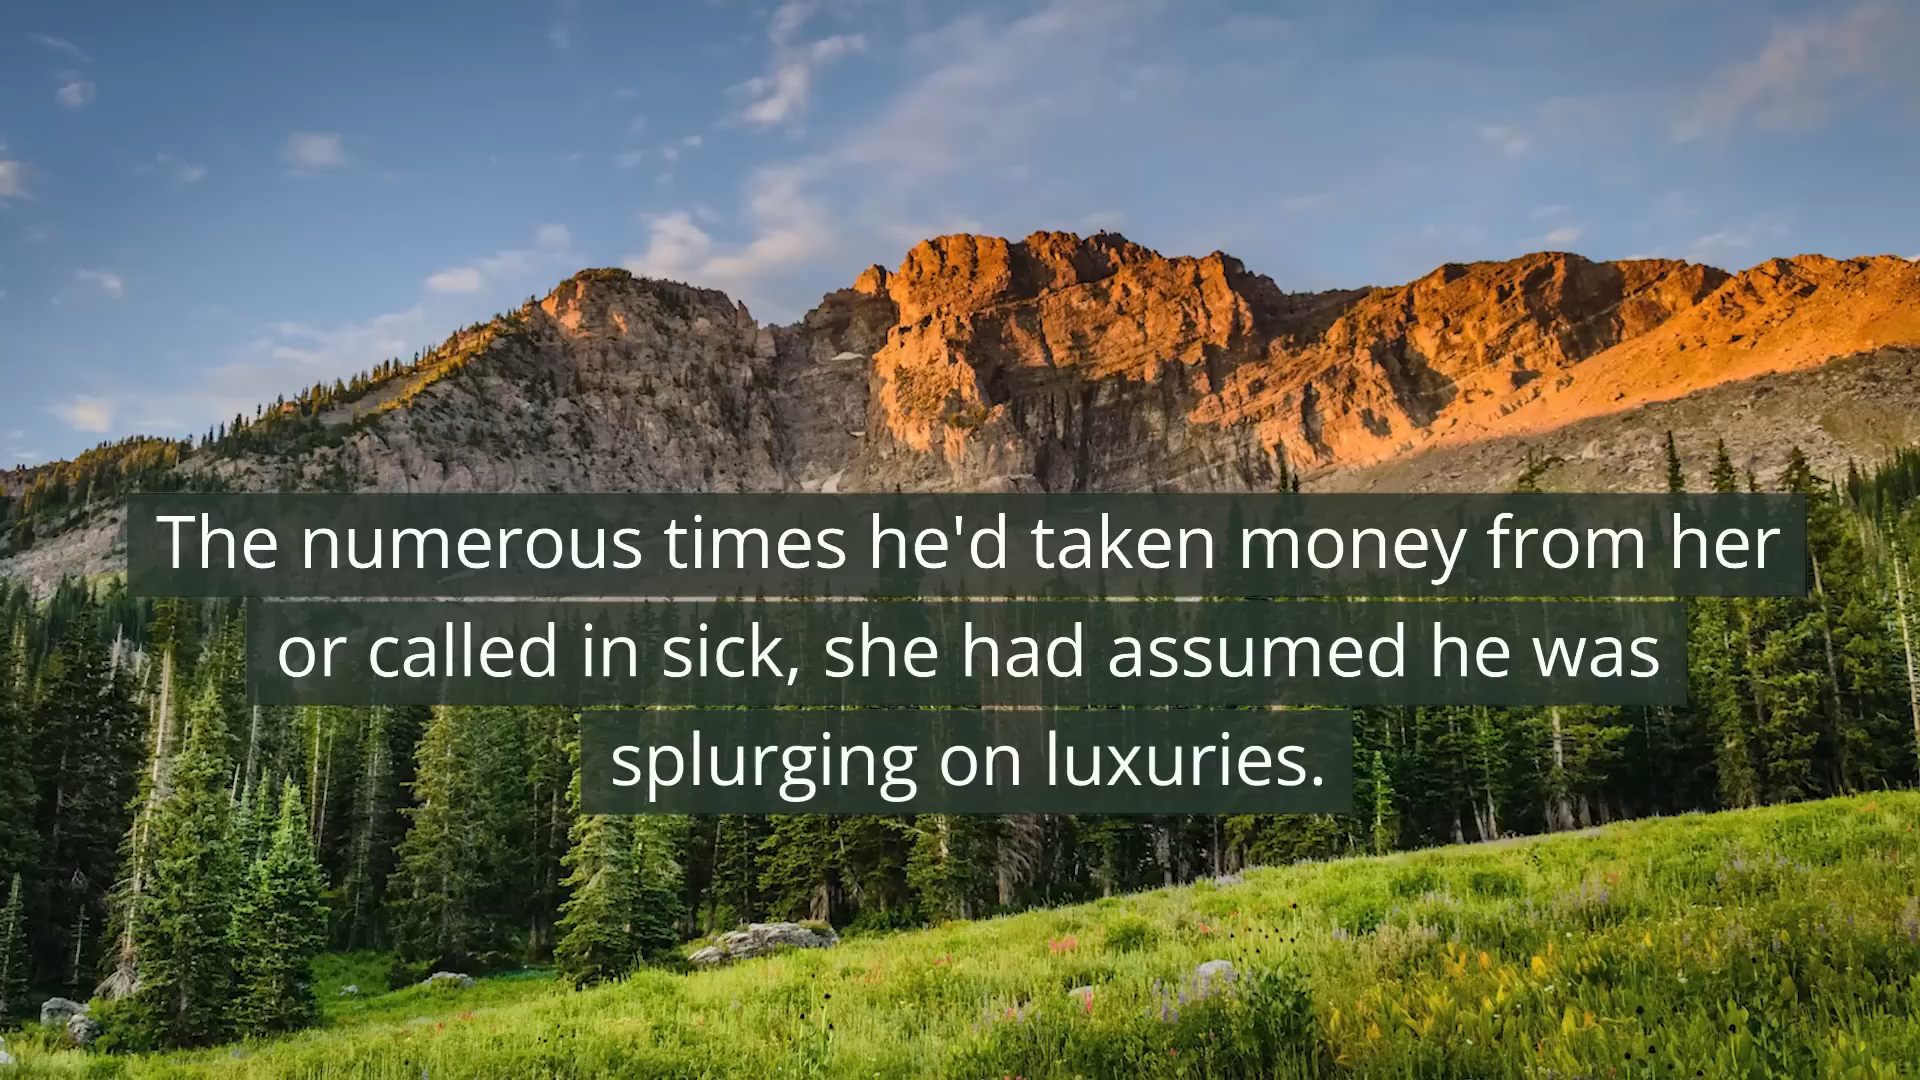 The numerous times he'd taken money from her
or called in sick, she had assumed he was
splurging on luxuries.